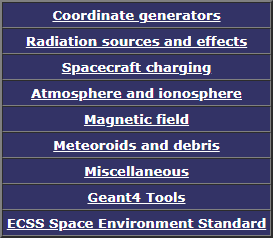 Coordinate generators
Radiation sources and effects
Spacecraft charging
Atmosphere and ionosphere
Magnetic field
Meteoroids and debris
Miscellaneous
Geant4 Tools
ECSS Space Environment Standard